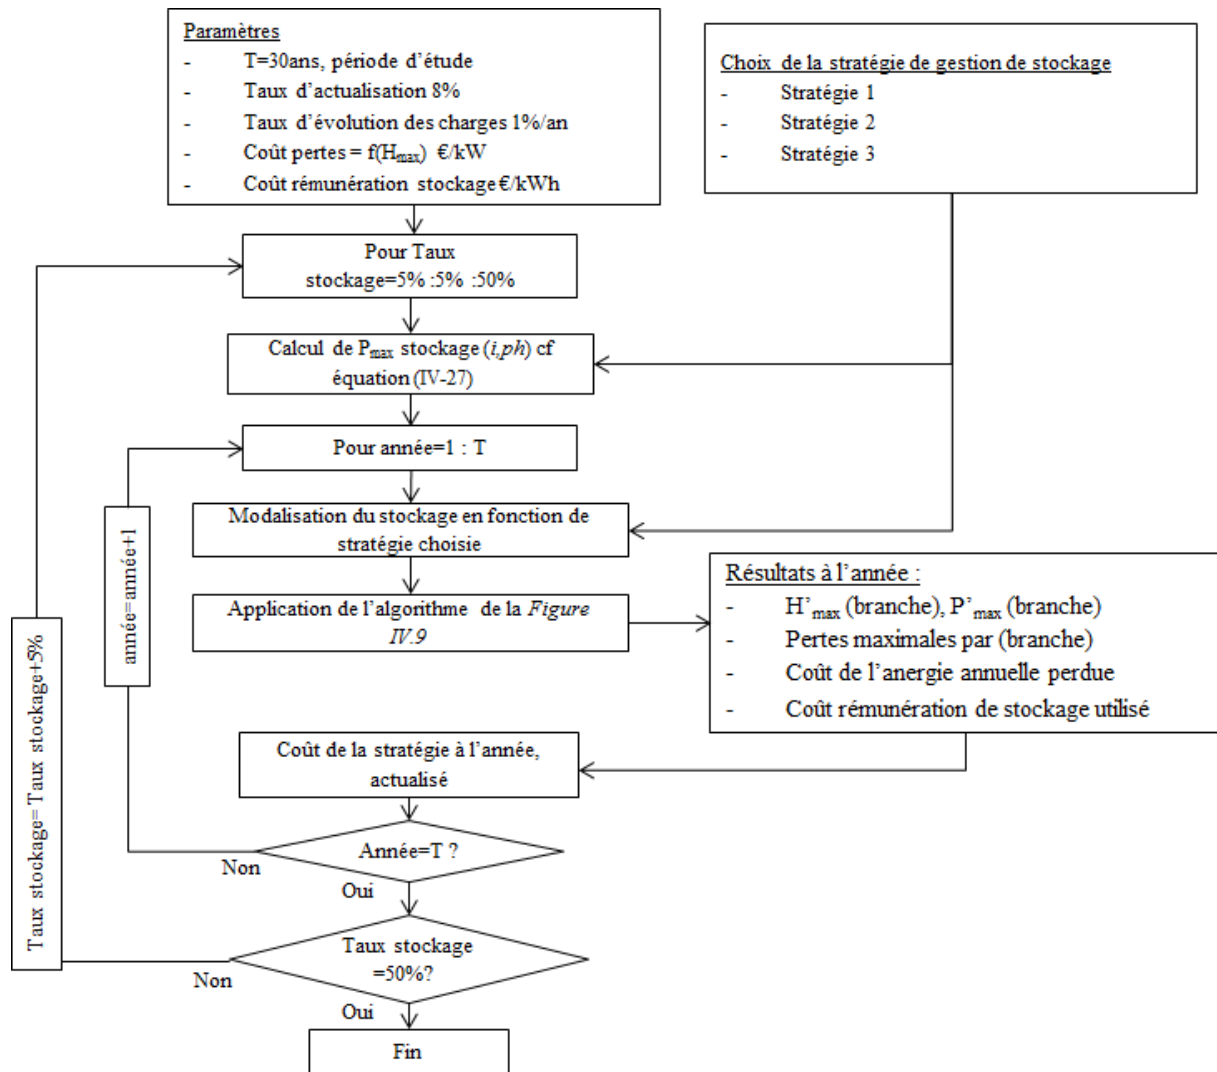 Paramètres
- T=30ans, période d'étude
- Taux d'actualisation 8%
- Taux d'évolution des charges 1%/an
- Coût pertes = f(Hmax) €/kW
- Coût rémunération stockage €/kWh
Choix de la stratégie de gestion de stockage
- Stratégie 1
- Stratégie 2
- Stratégie 3
Pour Taux
stockage=5% :5% :50%
Calcul de Pmax stockage (i,ph) cf
équation (IV-27)
Pour année=1 : T
Modalisation du stockage en fonction de
stratégie choisie
Application de l'algorithme de la Figure
IV.9
Résultats à l'année :
- H'max (branche), P'max (branche)
- Pertes maximales par (branche)
- Coût de l'anergie annuelle perdue
- Coût rémunération de stockage utilisé
Coût de la stratégie à l'année,
actualisé
Année=T ?
Non
Oui
année=année+1
Taux stockage
=50%?
Non
Oui
Taux stockage= Taux stockage+5%
Fin